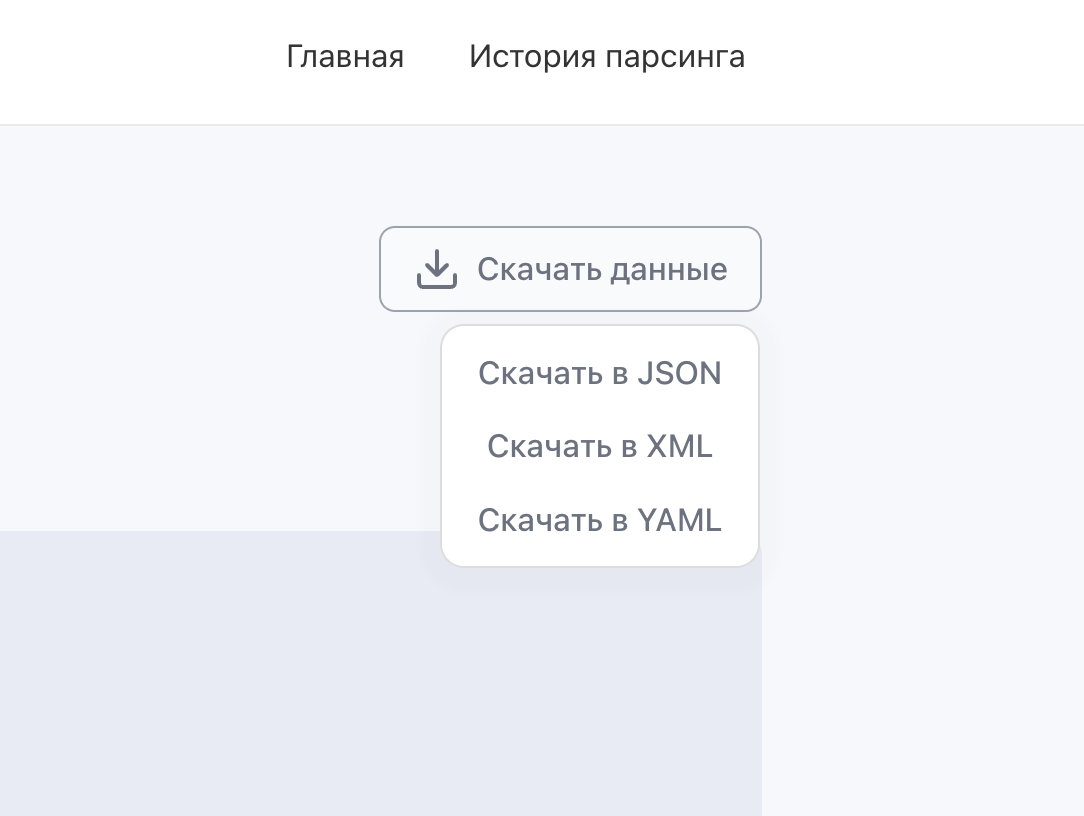 Главная История парсинга
Скачать данные
Скачать в JSON
Скачать в XML
Скачать в YAML